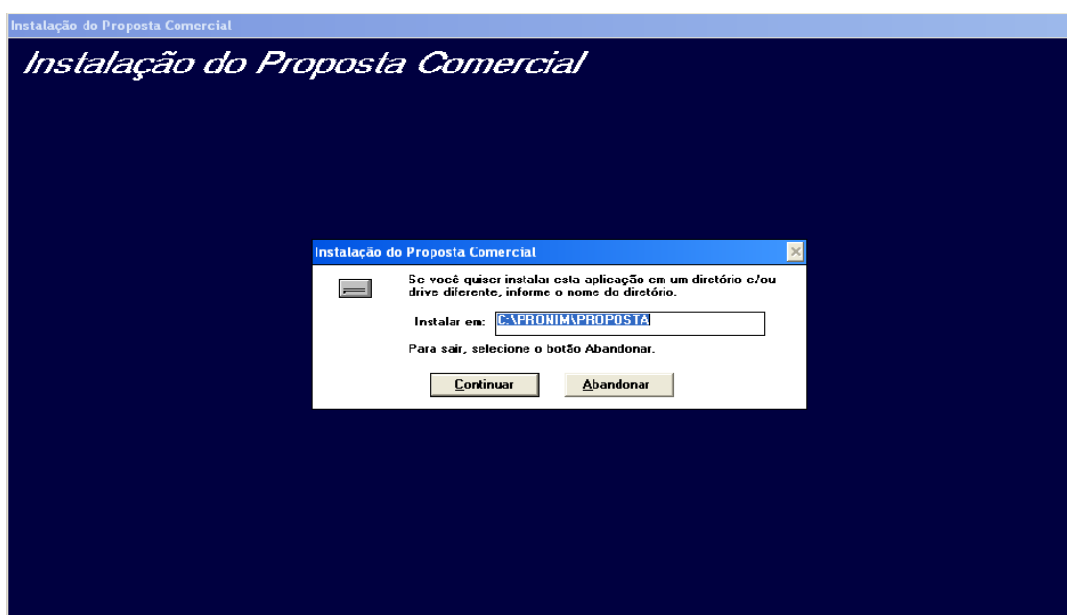 Instalação do Proposta Comercial
Instalação do Proposta Comercial
Instalação do Proposta Comercial
Se você quiser instalar esta aplicação em um diretório e/ou
drive diferente, informe o nome do diretório.
Instalar em: C:\PRONIM\PROPOSTA
Para sair, selecione o botão Abandonar.
Continuar Abandonar